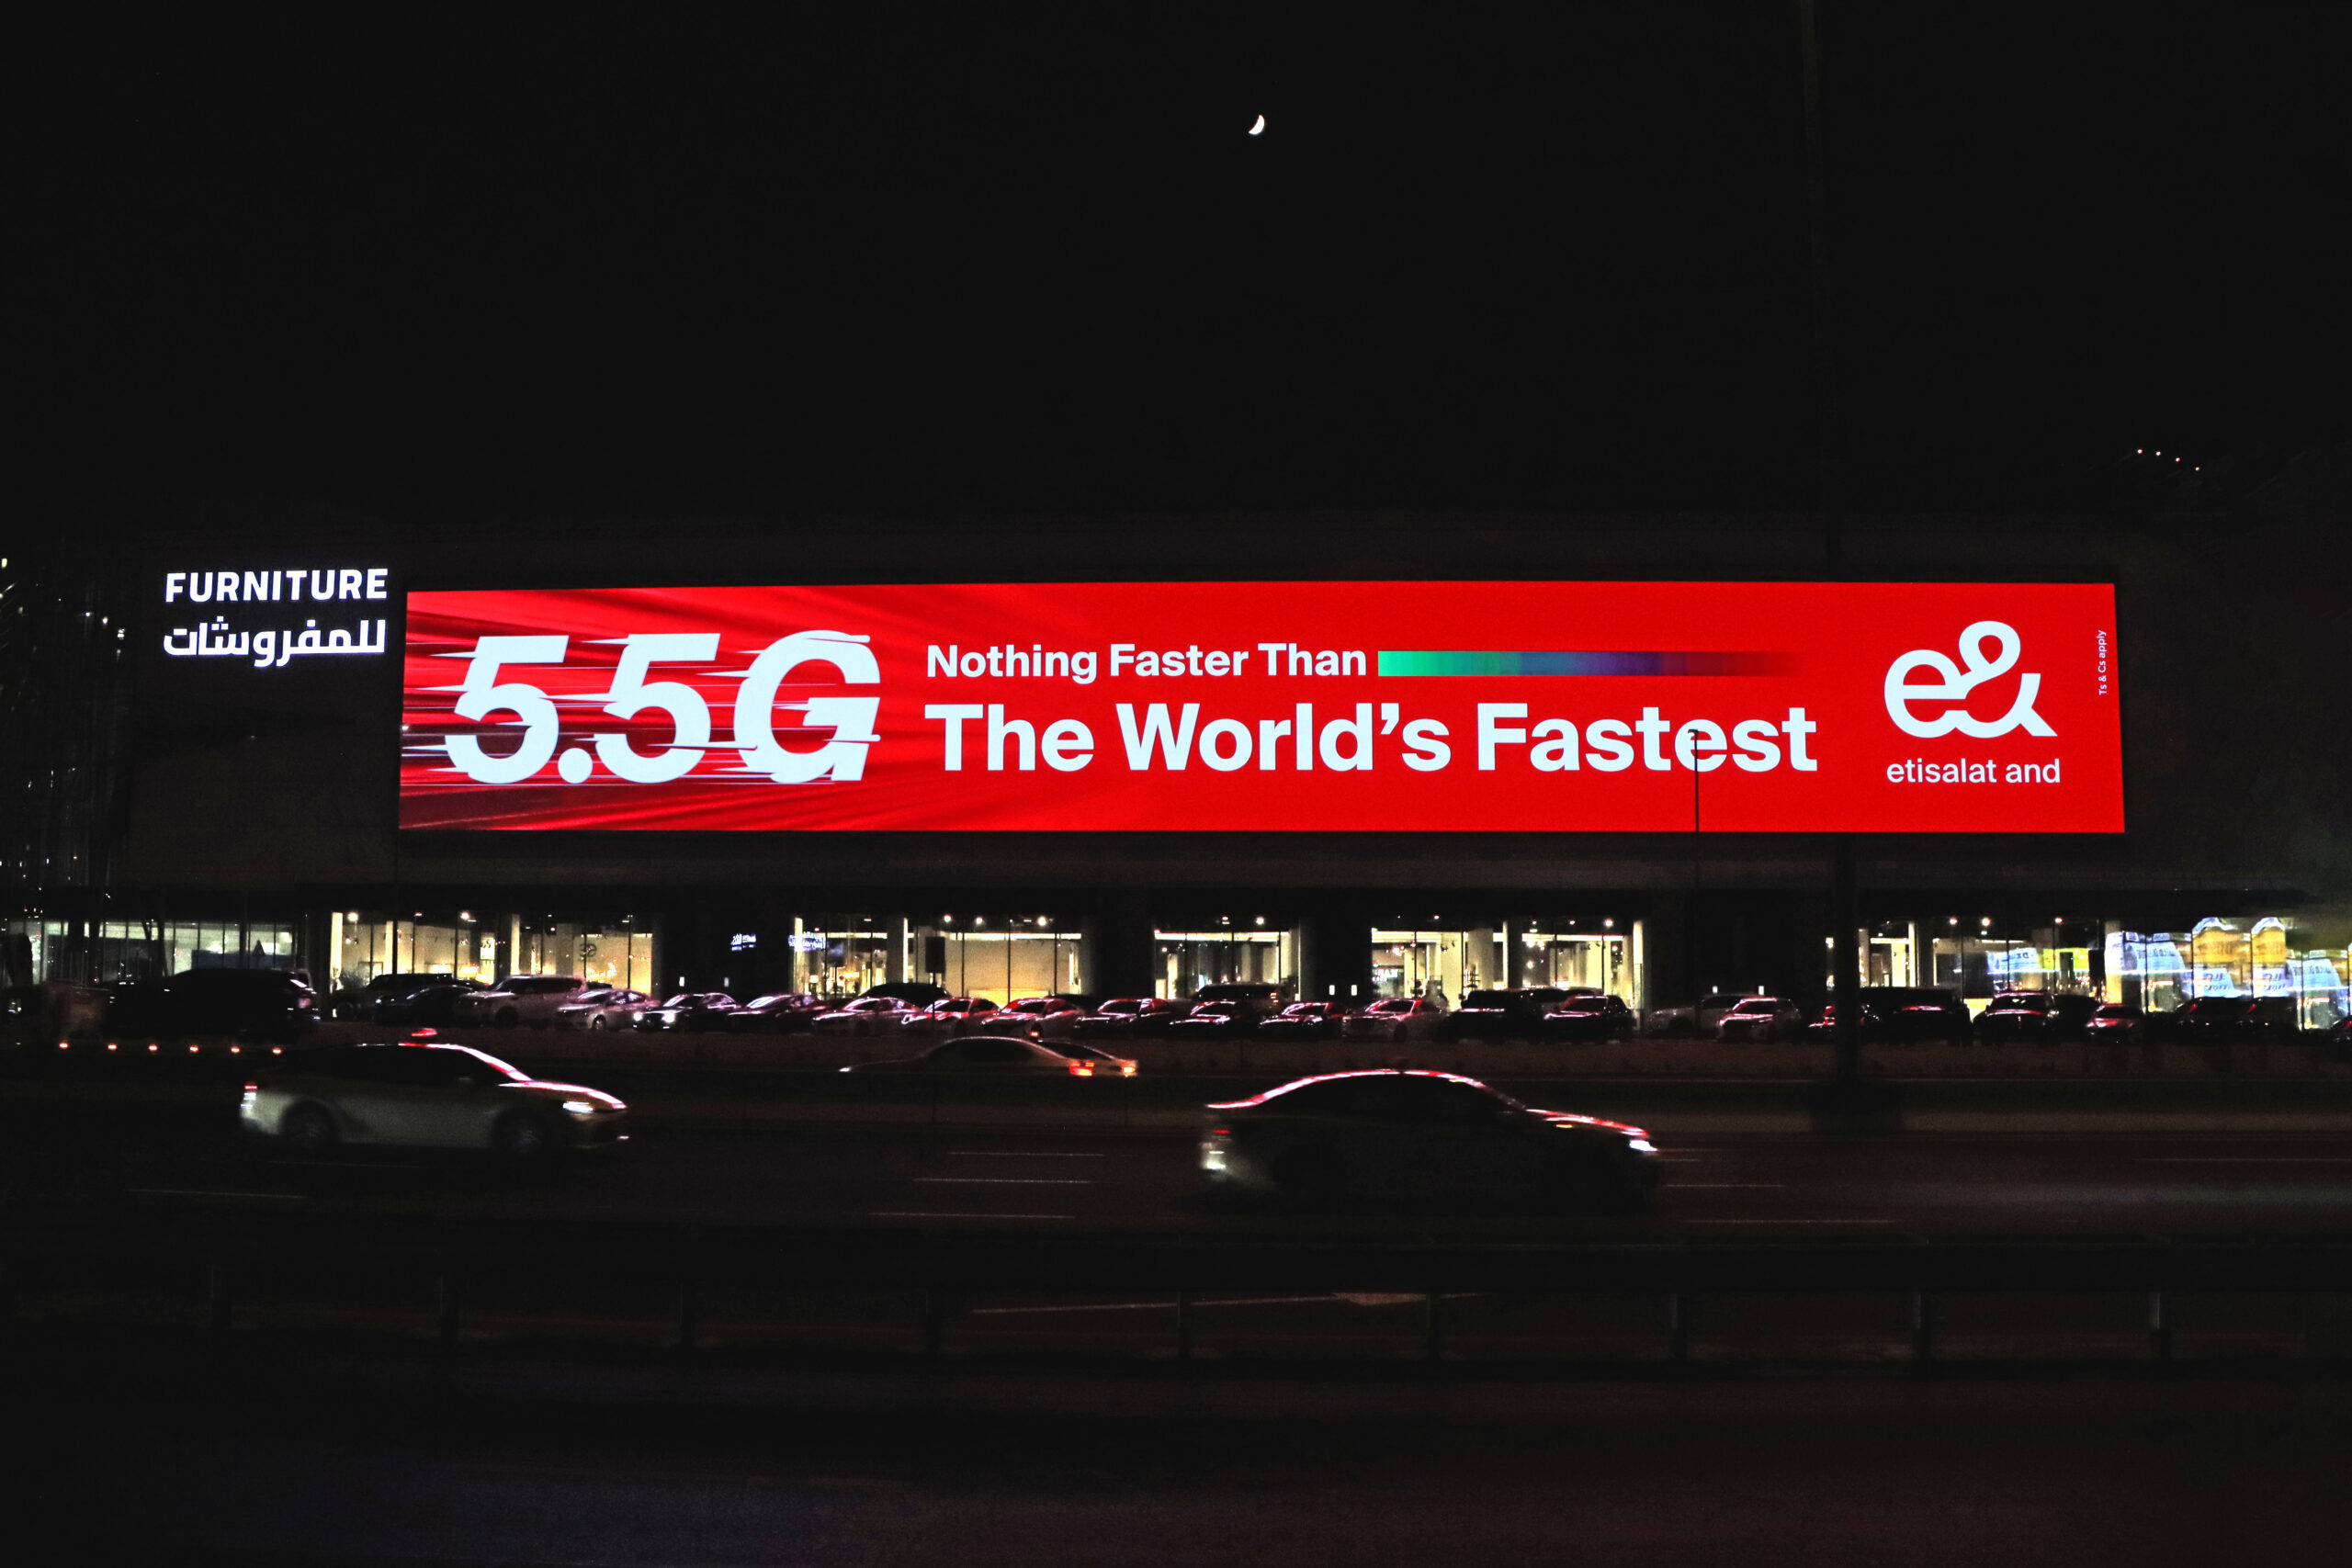 FURNITURE
للمفروشات
5.5G
Nothing Faster Than
The World's Fastest
e&
etisalat and
Ts & Cs apply